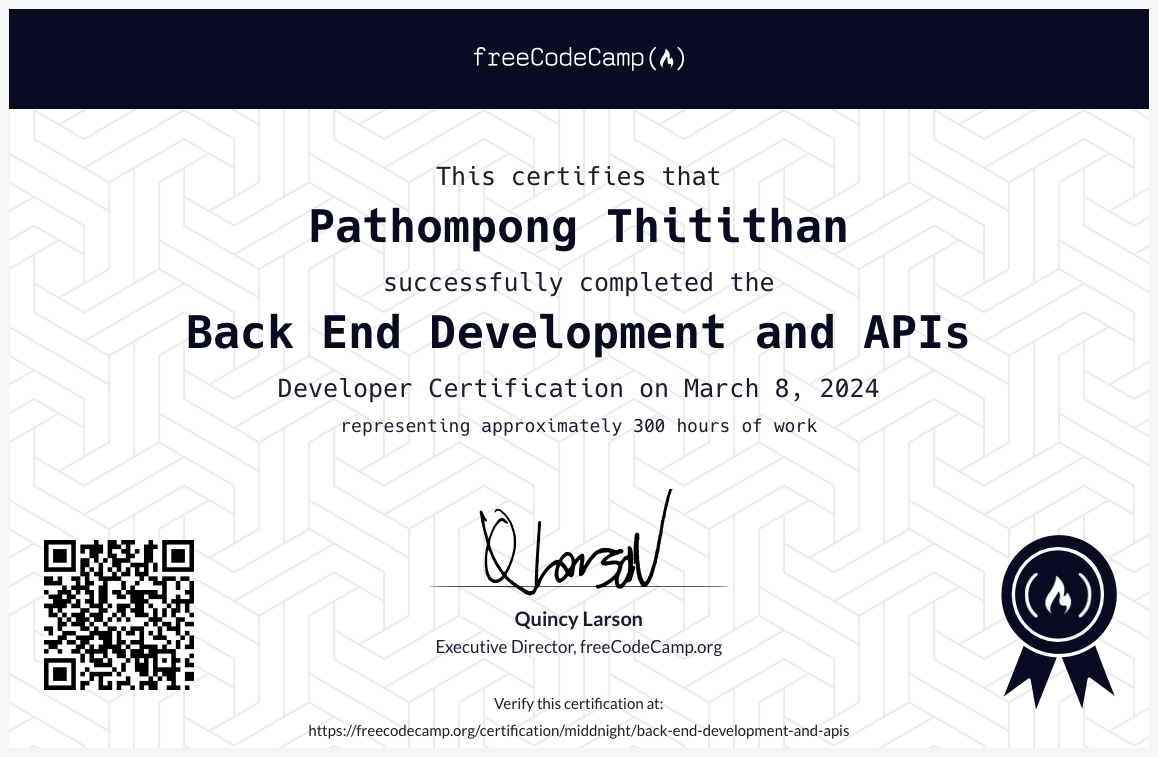 freeCodeCamp
This certifies that
Pathompong Thitithan
successfully completed the
Back End Development and APIs
Developer Certification on March 8, 2024
representing approximately 300 hours of work
Q Larson
Quincy Larson
Executive Director, freeCodeCamp.org
Verify this certification at:
https://freecodecamp.org/certification/middnight/back-end-development-and-apis